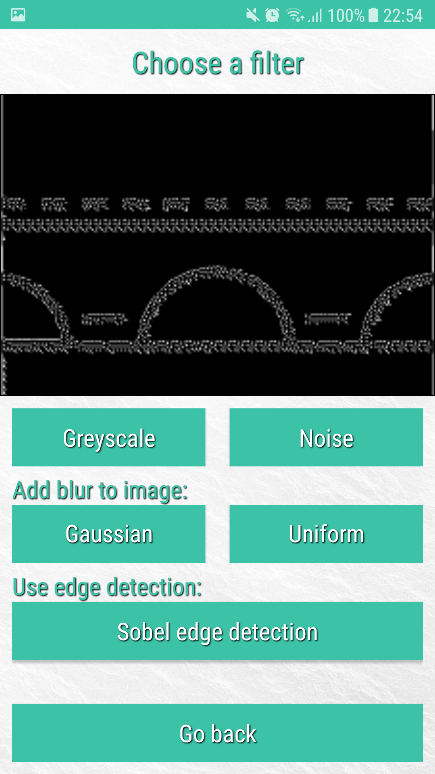 100% 22:54
Choose a filter
Greyscale Noise
Add blur to image:
Gaussian Uniform
Use edge detection:
Sobel edge detection
Go back